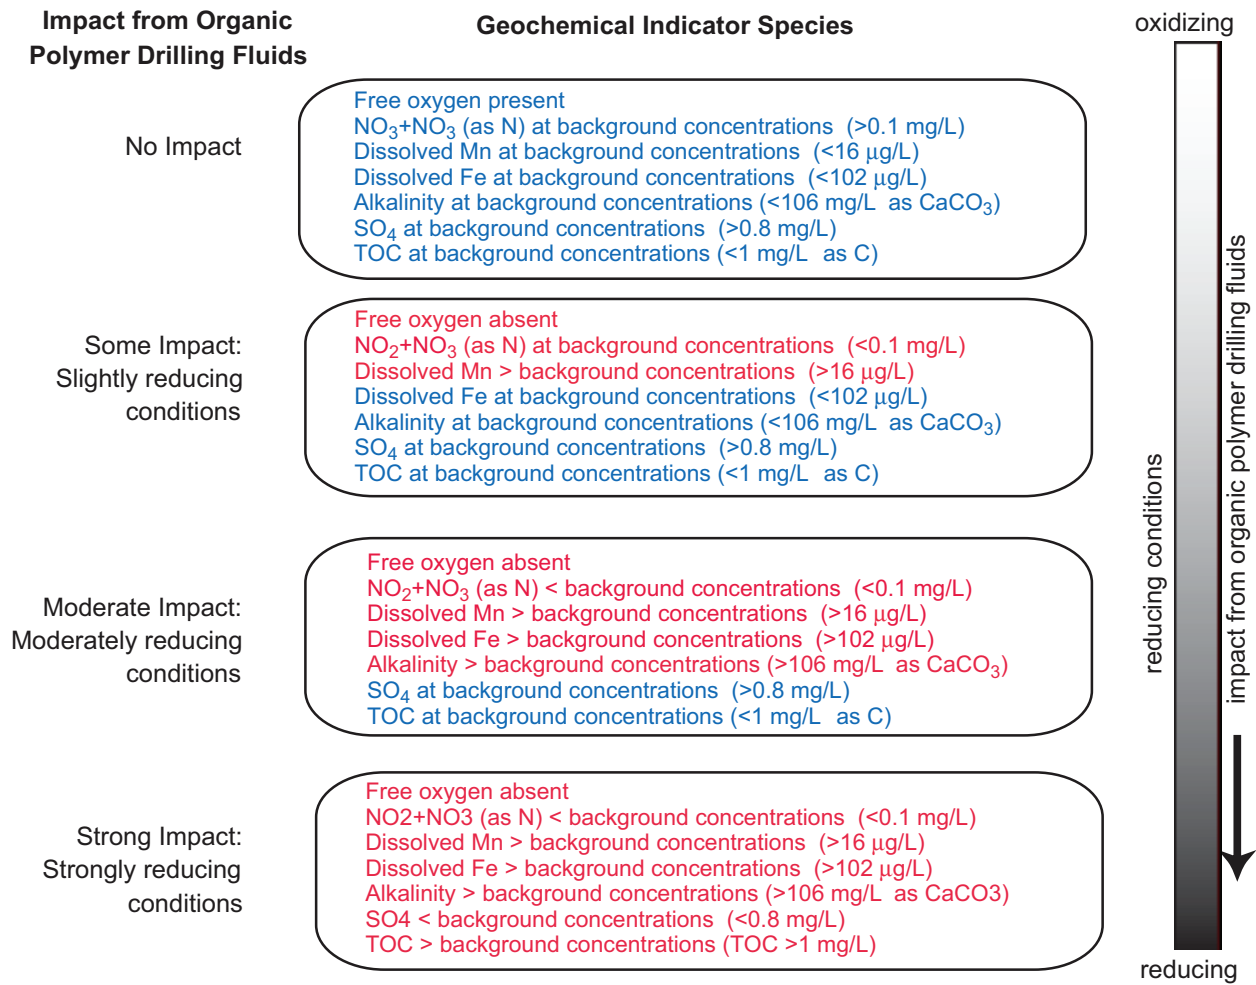 Impact from Organic
Polymer Drilling Fluids
Geochemical Indicator Species
oxidizing
No Impact
Free oxygen present
NO3+NO3 (as N) at background concentrations (>0.1 mg/L)
Dissolved Mn at background concentrations (<16 μg/L)
Dissolved Fe at background concentrations (<102 μg/L)
Alkalinity at background concentrations (<106 mg/L as CaCO3)
SO4 at background concentrations (>0.8 mg/L)
TOC at background concentrations (<1 mg/L as C)
Some Impact:
Slightly reducing
conditions
Free oxygen absent
NO2+NO3 (as N) at background concentrations (<0.1 mg/L)
Dissolved Mn > background concentrations (>16 μg/L)
Dissolved Fe at background concentrations (<102 μg/L)
Alkalinity at background concentrations (<106 mg/L as CaCO3)
SO4 at background concentrations (>0.8 mg/L)
TOC at background concentrations (<1 mg/L as C)
Moderate Impact:
Moderately reducing
conditions
Free oxygen absent
NO2+NO3 (as N) < background concentrations (<0.1 mg/L)
Dissolved Mn > background concentrations (>16 μg/L)
Dissolved Fe > background concentrations (>102 μg/L)
Alkalinity > background concentrations (>106 mg/L as CaCO3)
SO4 at background concentrations (>0.8 mg/L)
TOC at background concentrations (<1 mg/L as C)
Strong Impact:
Strongly reducing
conditions
Free oxygen absent
NO2+NO3 (as N) < background concentrations (<0.1 mg/L)
Dissolved Mn > background concentrations (>16 μg/L)
Dissolved Fe > background concentrations (>102 μg/L)
Alkalinity > background concentrations (>106 mg/L as CaCO3)
SO4 < background concentrations (<0.8 mg/L)
TOC > background concentrations (TOC >1 mg/L)
reducing conditions
impact from organic polymer drilling fluids
reducing